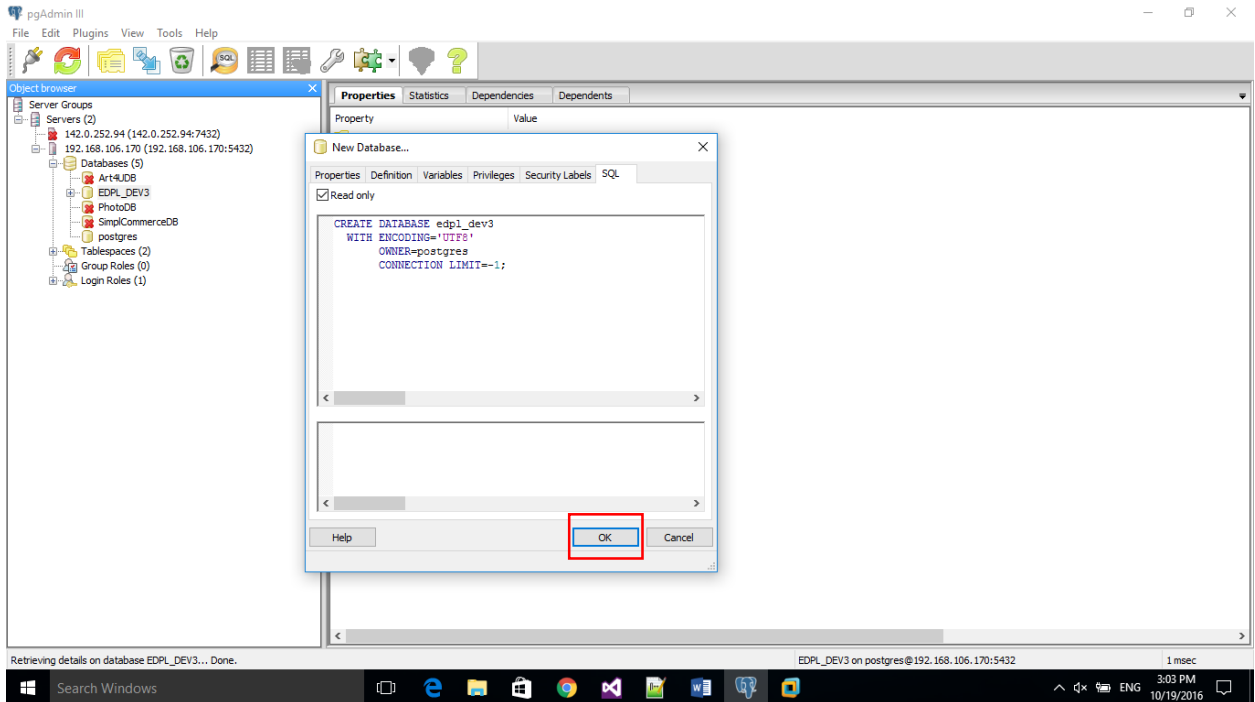 pgAdmin III
File Edit Plugins View Tools Help
SQL
Object browser
Server Groups
Servers (2)
142.0.252.94 (142.0.252.94:7432)
192.168.106.170 (192.168.106.170:5432)
Databases (5)
Art4UDB
EDPL_DEV3
PhotoDB
SimplCommerceDB
postgres
Tablespaces (2)
Group Roles (0)
Login Roles (1)
Properties Statistics Dependencies Dependents
Property Value
New Database...
Properties Definition Variables Privileges Security Labels SQL
Read only
CREATE DATABASE edpl_dev3
WITH ENCODING='UTF8'
OWNER=postgres
CONNECTION LIMIT=-1;
Help OK Cancel
Retrieving details on database EDPL_DEV3... Done. EDPL_DEV3 on postgres@192.168.106.170:5432 1 msec
Search Windows ENG 3:03 PM
10/19/2016